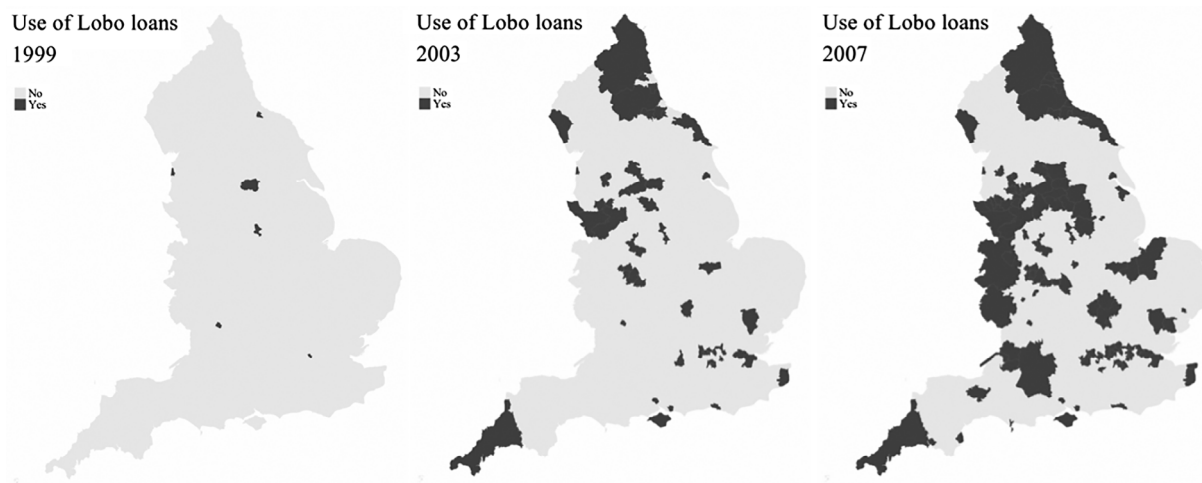 Use of Lobo loans
1999
No
Yes
Use of Lobo loans
2003
No
Yes
Use of Lobo loans
2007
No
Yes